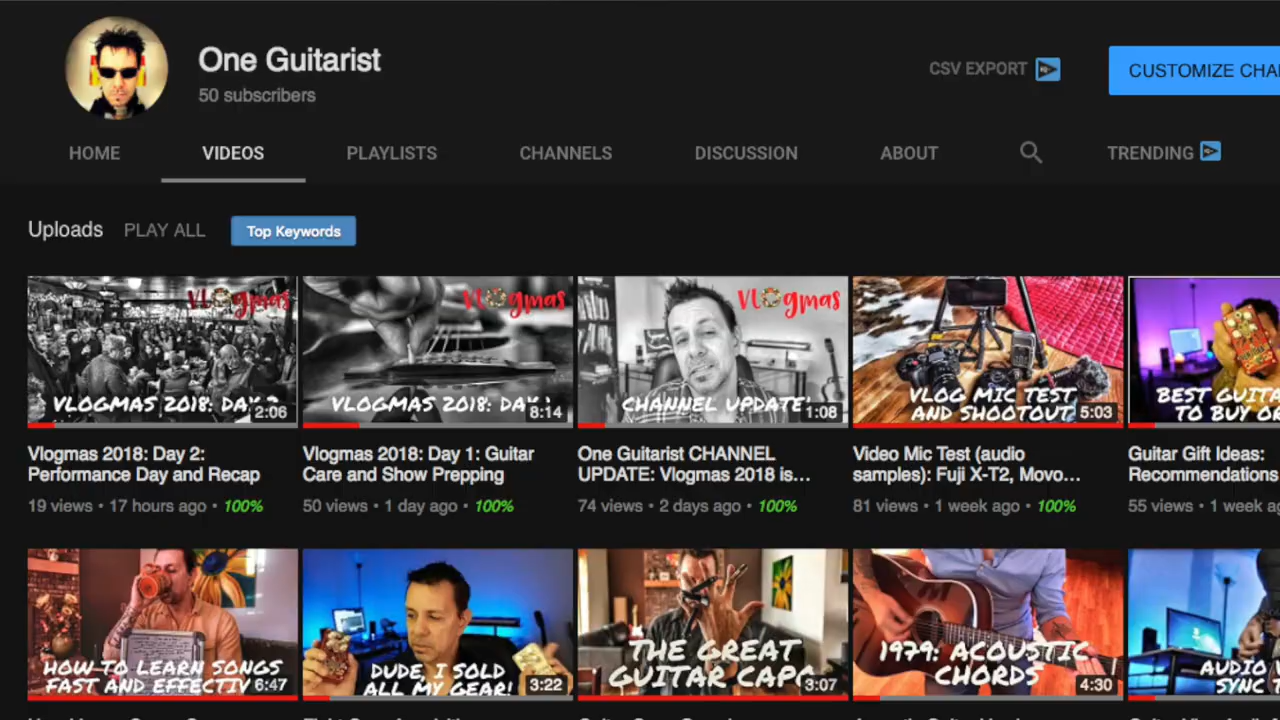 One Guitarist
50 subscribers
CSV EXPORT
CUSTOMIZE CHA
HOME VIDEOS PLAYLISTS CHANNELS DISCUSSION ABOUT TRENDING
Uploads PLAY ALL Top Keywords
VLOgmas
VLOGMAS 2018: DAY 2
2:06
VLOgmas
VLOGMAS 2018: DAY 1
8:14
VLOgmas
CHANNEL UPDATE!
1:08
VLOG MIC TEST
AND SHOOTOUT
5:03
BEST GUITA
TO BUY OR
Vlogmas 2018: Day 2:
Performance Day and Recap
19 views • 17 hours ago • 100%
Vlogmas 2018: Day 1: Guitar
Care and Show Prepping
50 views • 1 day ago • 100%
One Guitarist CHANNEL
UPDATE: Vlogmas 2018 is...
74 views • 2 days ago • 100%
Video Mic Test (audio
samples): Fuji X-T2, Movo...
81 views • 1 week ago • 100%
Guitar Gift Ideas:
Recommendations
55 views • 1 week ag
HOW TO LEARN SONGS
FAST AND EFFECTIV
6:47
DUDE, I SOLD
ALL MY GEAR!
3:22
THE GREAT
GUITAR CAPO
3:07
1979: ACOUSTIC
CHORDS
4:30
AUDIO
SYNC T